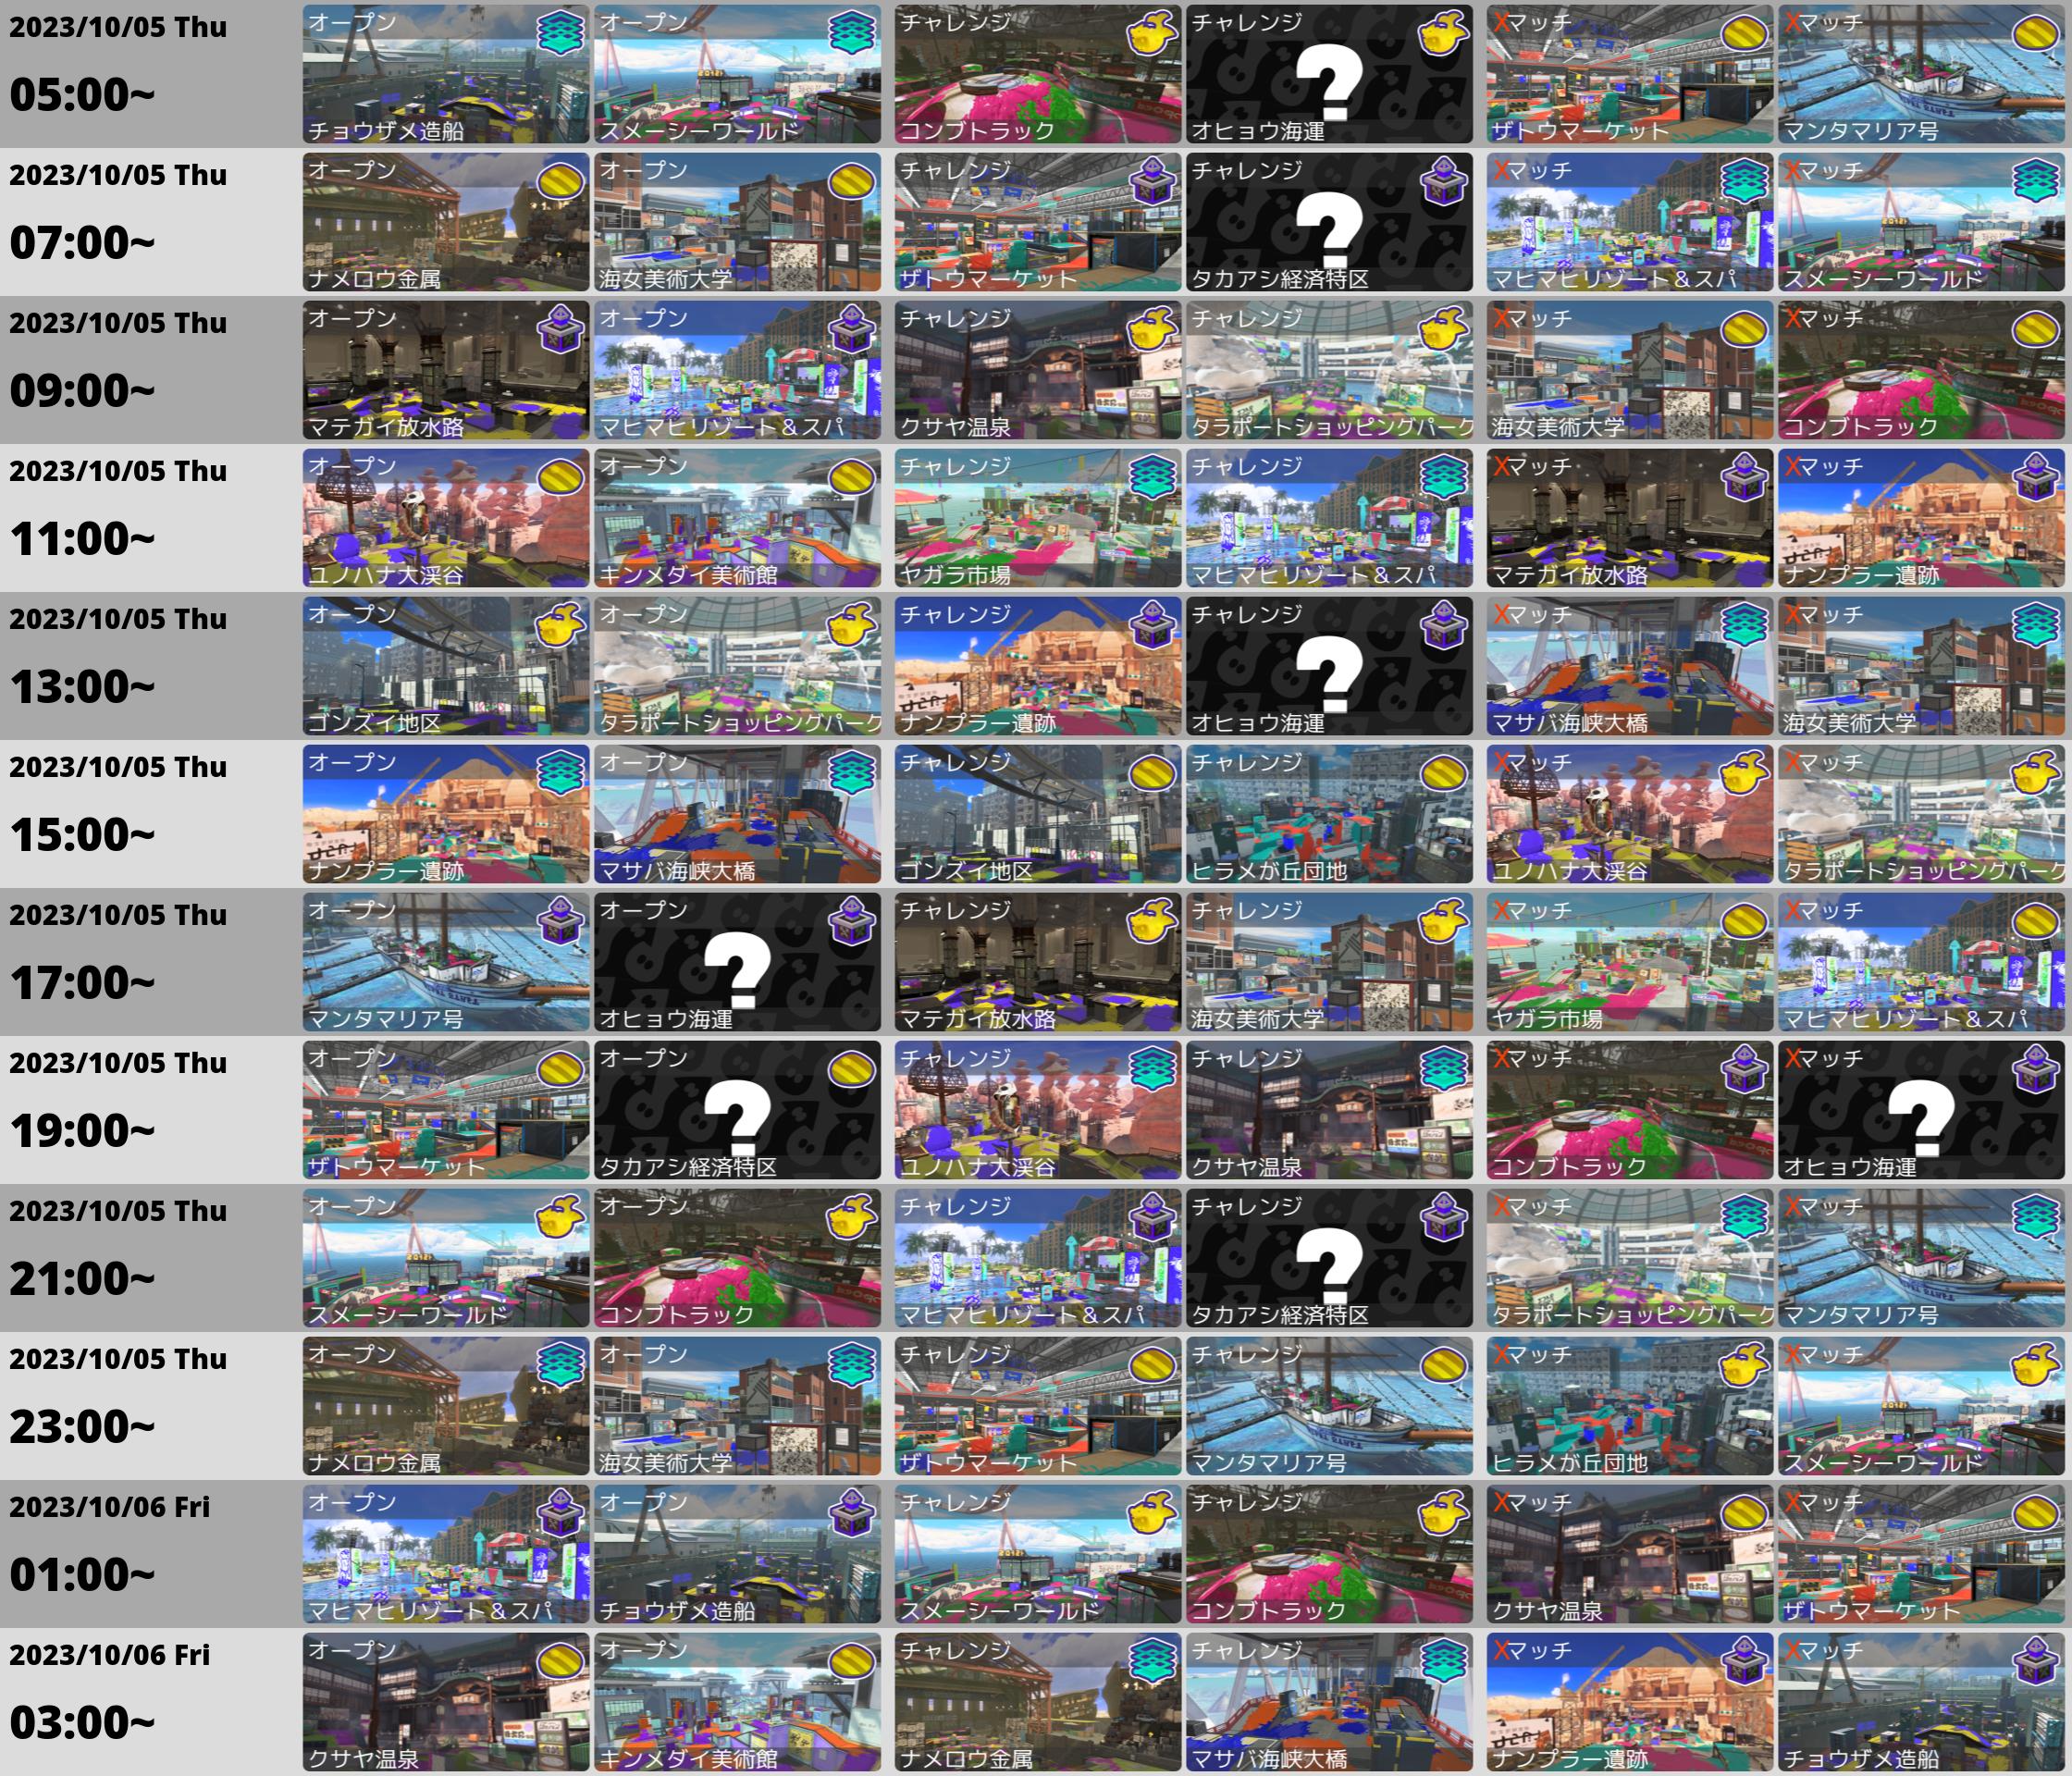 2023/10/05 Thu
05:00~
オープン オープン チャレンジ チャレンジ Xマッチ Xマッチ
チョウザメ造船 スメーシーワールド コンブトラック オヒョウ海運 ザトウマーケット マンタマリア号
2023/10/05 Thu
07:00~
オープン オープン チャレンジ チャレンジ Xマッチ Xマッチ
ナメロウ金属 海女美術大学 ザトウマーケット タカアシ経済特区 マヒマヒリゾート＆スパ スメーシーワールド
2023/10/05 Thu
09:00~
オープン オープン チャレンジ チャレンジ Xマッチ Xマッチ
マテガイ放水路 マヒマヒリゾート＆スパ クサヤ温泉 タラポートショッピングパーク 海女美術大学 コンブトラック
2023/10/05 Thu
11:00~
オープン オープン チャレンジ チャレンジ Xマッチ Xマッチ
ユノハナ大渓谷 キンメダイ美術館 ヤガラ市場 マヒマヒリゾート＆スパ マテガイ放水路 ナンプラー遺跡
2023/10/05 Thu
13:00~
オープン オープン チャレンジ チャレンジ Xマッチ Xマッチ
ゴンズイ地区 タラポートショッピングパーク ナンプラー遺跡 オヒョウ海運 マサバ海峡大橋 海女美術大学
2023/10/05 Thu
15:00~
オープン オープン チャレンジ チャレンジ Xマッチ Xマッチ
ナンプラー遺跡 マサバ海峡大橋 ゴンズイ地区 ヒラメが丘団地 ユノハナ大渓谷 タラポートショッピングパーク
2023/10/05 Thu
17:00~
オープン オープン チャレンジ チャレンジ Xマッチ Xマッチ
マンタマリア号 オヒョウ海運 マテガイ放水路 海女美術大学 ヤガラ市場 マヒマヒリゾート＆スパ
2023/10/05 Thu
19:00~
オープン オープン チャレンジ チャレンジ Xマッチ Xマッチ
ザトウマーケット タカアシ経済特区 ユノハナ大渓谷 クサヤ温泉 コンブトラック オヒョウ海運
2023/10/05 Thu
21:00~
オープン オープン チャレンジ チャレンジ Xマッチ Xマッチ
スメーシーワールド コンブトラック マヒマヒリゾート＆スパ タカアシ経済特区 タラポートショッピングパーク マンタマリア号
2023/10/05 Thu
23:00~
オープン オープン チャレンジ チャレンジ Xマッチ Xマッチ
ナメロウ金属 海女美術大学 ザトウマーケット マンタマリア号 ヒラメが丘団地 スメーシーワールド
2023/10/06 Fri
01:00~
オープン オープン チャレンジ チャレンジ Xマッチ Xマッチ
マヒマヒリゾート＆スパ チョウザメ造船 スメーシーワールド コンブトラック クサヤ温泉 ザトウマーケット
2023/10/06 Fri
03:00~
オープン オープン チャレンジ チャレンジ Xマッチ Xマッチ
クサヤ温泉 キンメダイ美術館 ナメロウ金属 マサバ海峡大橋 ナンプラー遺跡 チョウザメ造船